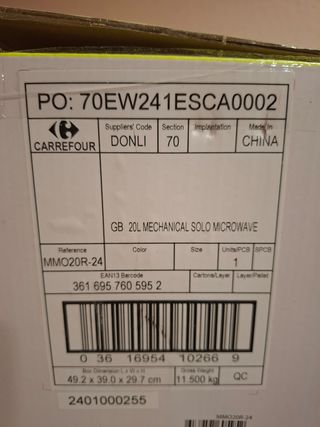 PO: 70EW241ESCA0002
CARREFOUR
Suppliers' Code Section Implantation Made In
DONLI 70 CHINA
GB 20L MECHANICAL SOLO MICROWAVE
Reference Color Size Units/PCB SPCB
MMO20R-24 1
EAN13 Barcode Cartons/Layer Layer/Pallet
361 695 760 595 2
0 36 16954 10266 9
Box Dimension L x W x H Gross Weight
49.2 x 39.0 x 29.7 cm 11.500 kg QC
2401000255
MMO20R-24